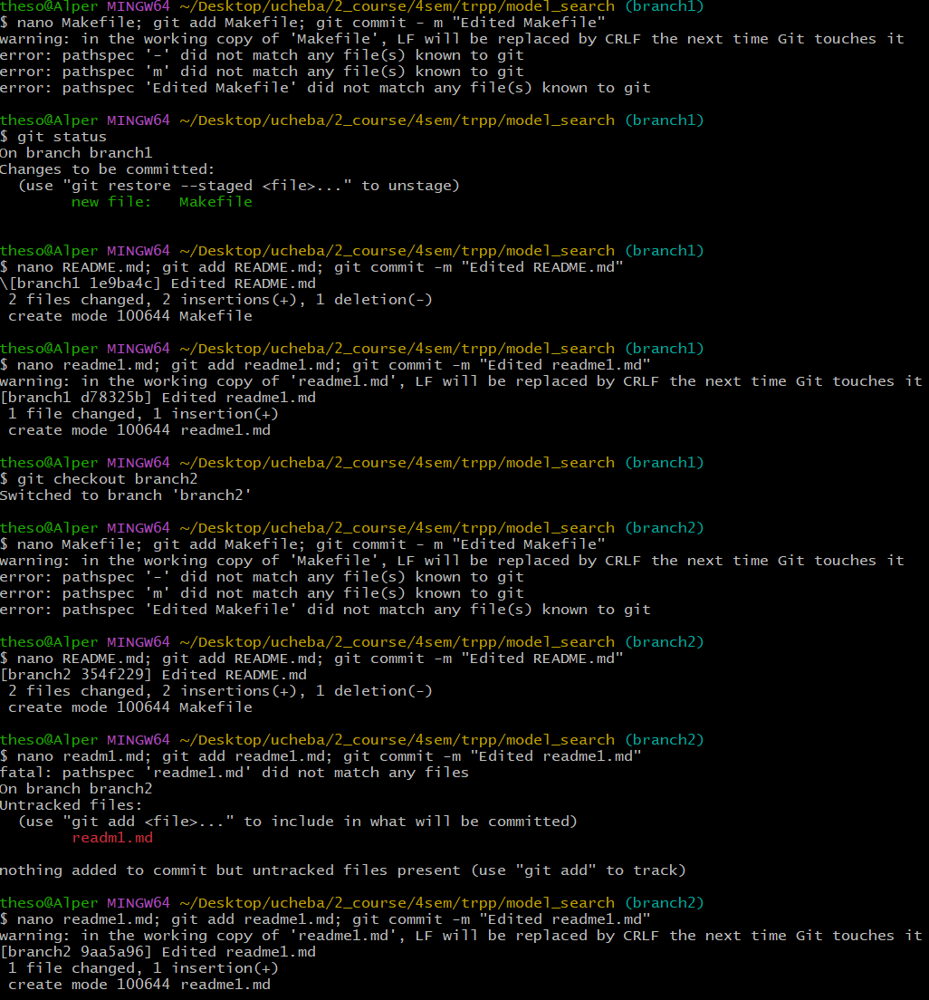 theso@Alper MINGW64 ~/Desktop/ucheba/2_course/4sem/trpp/model_search (branch1)
$ nano Makefile; git add Makefile; git commit - m "Edited Makefile"
warning: in the working copy of 'Makefile', LF will be replaced by CRLF the next time Git touches it
error: pathspec '-' did not match any file(s) known to git
error: pathspec 'm' did not match any file(s) known to git
error: pathspec 'Edited Makefile' did not match any file(s) known to git
theso@Alper MINGW64 ~/Desktop/ucheba/2_course/4sem/trpp/model_search (branch1)
$ git status
On branch branch1
Changes to be committed:
  (use "git restore --staged <file>..." to unstage)
        new file:   Makefile
theso@Alper MINGW64 ~/Desktop/ucheba/2_course/4sem/trpp/model_search (branch1)
$ nano README.md; git add README.md; git commit -m "Edited README.md"
\[branch1 1e9ba4c] Edited README.md
 2 files changed, 2 insertions(+), 1 deletion(-)
 create mode 100644 Makefile
theso@Alper MINGW64 ~/Desktop/ucheba/2_course/4sem/trpp/model_search (branch1)
$ nano readme1.md; git add readme1.md; git commit -m "Edited readme1.md"
warning: in the working copy of 'readme1.md', LF will be replaced by CRLF the next time Git touches it
[branch1 d78325b] Edited readme1.md
 1 file changed, 1 insertion(+)
 create mode 100644 readme1.md
theso@Alper MINGW64 ~/Desktop/ucheba/2_course/4sem/trpp/model_search (branch1)
$ git checkout branch2
Switched to branch 'branch2'
theso@Alper MINGW64 ~/Desktop/ucheba/2_course/4sem/trpp/model_search (branch2)
$ nano Makefile; git add Makefile; git commit - m "Edited Makefile"
warning: in the working copy of 'Makefile', LF will be replaced by CRLF the next time Git touches it
error: pathspec '-' did not match any file(s) known to git
error: pathspec 'm' did not match any file(s) known to git
error: pathspec 'Edited Makefile' did not match any file(s) known to git
theso@Alper MINGW64 ~/Desktop/ucheba/2_course/4sem/trpp/model_search (branch2)
$ nano README.md; git add README.md; git commit -m "Edited README.md"
[branch2 354f229] Edited README.md
 2 files changed, 2 insertions(+), 1 deletion(-)
 create mode 100644 Makefile
theso@Alper MINGW64 ~/Desktop/ucheba/2_course/4sem/trpp/model_search (branch2)
$ nano readm1.md; git add readme1.md; git commit -m "Edited readme1.md"
fatal: pathspec 'readme1.md' did not match any files
On branch branch2
Untracked files:
  (use "git add <file>..." to include in what will be committed)
        readm1.md
nothing added to commit but untracked files present (use "git add" to track)
theso@Alper MINGW64 ~/Desktop/ucheba/2_course/4sem/trpp/model_search (branch2)
$ nano readme1.md; git add readme1.md; git commit -m "Edited readme1.md"
warning: in the working copy of 'readme1.md', LF will be replaced by CRLF the next time Git touches it
[branch2 9aa5a96] Edited readme1.md
 1 file changed, 1 insertion(+)
 create mode 100644 readme1.md